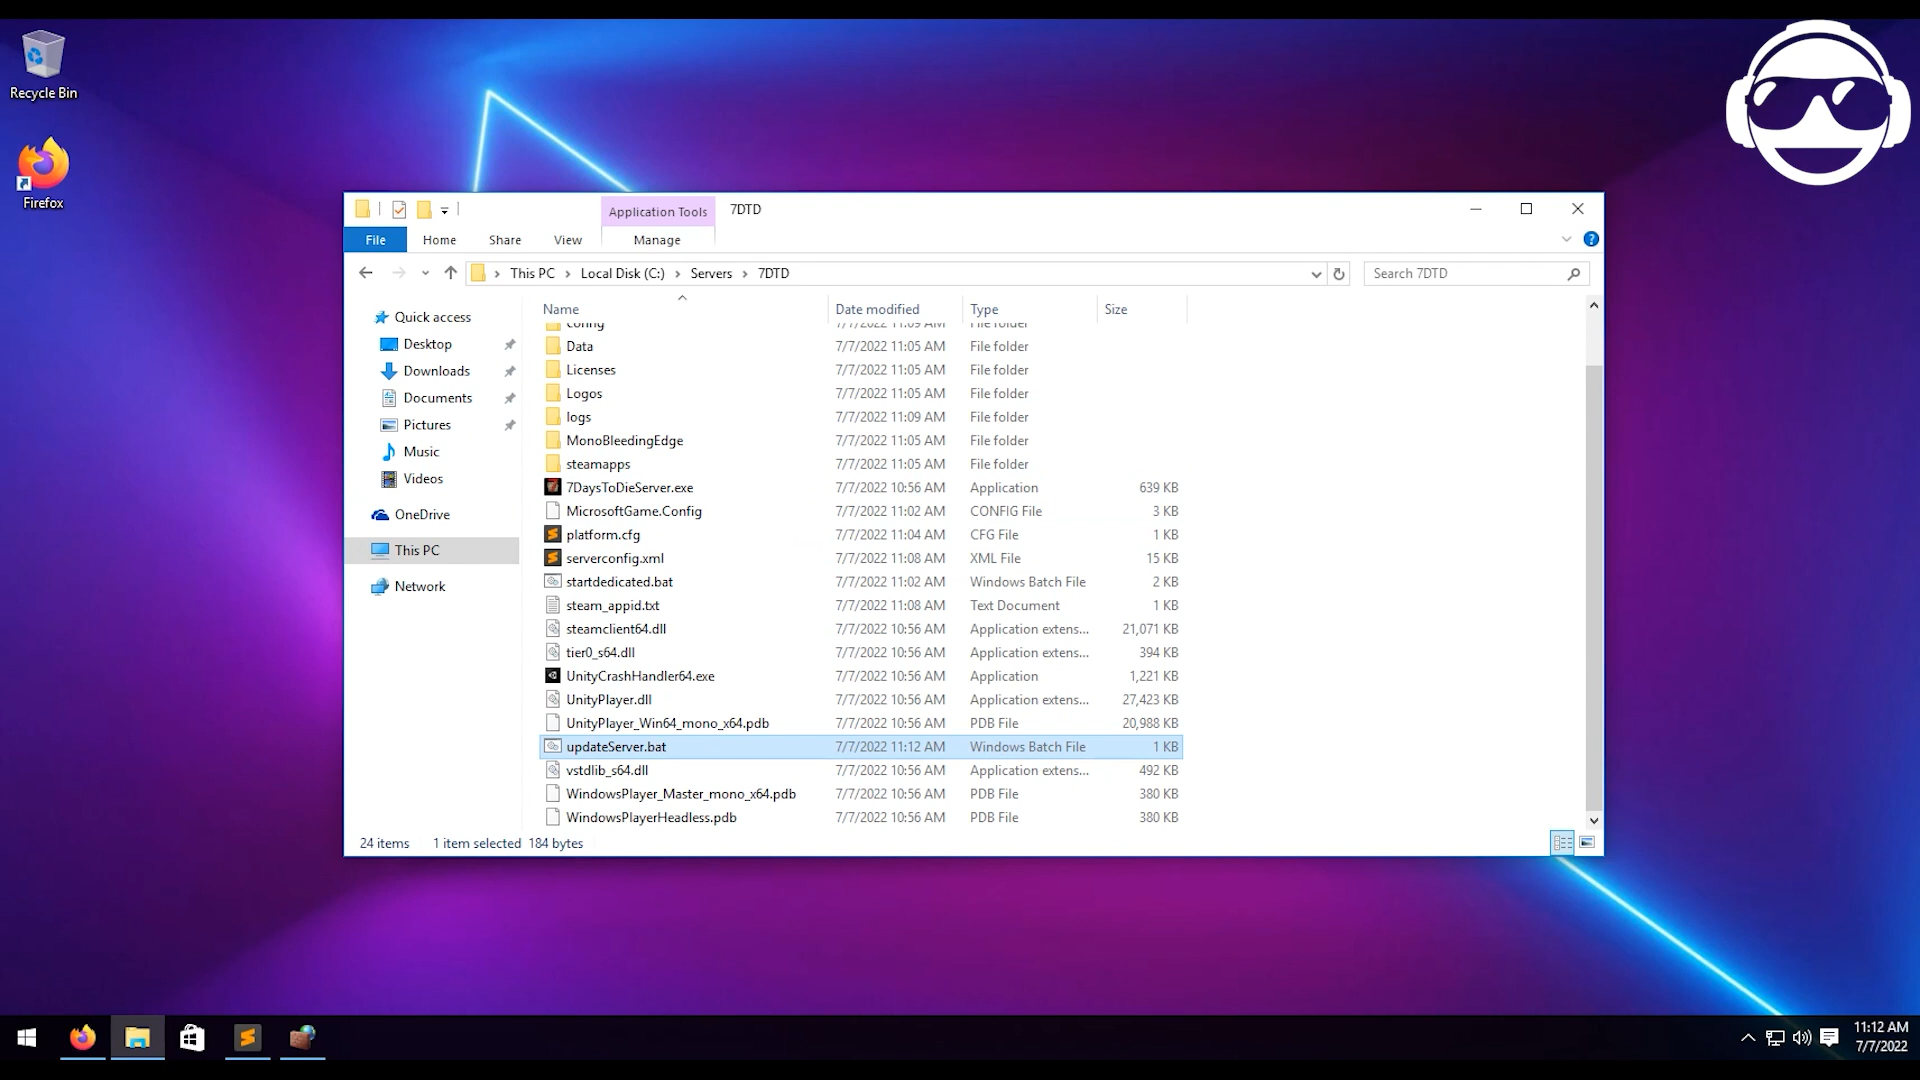 Recycle Bin
Firefox
Application Tools
7DTD
File
Home
Share
View
Manage
This PC
Local Disk (C:)
Servers
7DTD
Search 7DTD
Quick access
Desktop
Downloads
Documents
Pictures
Music
Videos
OneDrive
This PC
Network
Name Date modified Type Size
config 7/7/2022 11:09 AM File folder
Data 7/7/2022 11:05 AM File folder
Licenses 7/7/2022 11:05 AM File folder
Logos 7/7/2022 11:05 AM File folder
logs 7/7/2022 11:09 AM File folder
MonoBleedingEdge 7/7/2022 11:05 AM File folder
steamapps 7/7/2022 11:05 AM File folder
7DaysToDieServer.exe 7/7/2022 10:56 AM Application 639 KB
MicrosoftGame.Config 7/7/2022 11:02 AM CONFIG File 3 KB
platform.cfg 7/7/2022 11:04 AM CFG File 1 KB
serverconfig.xml 7/7/2022 11:08 AM XML File 15 KB
startdedicated.bat 7/7/2022 11:02 AM Windows Batch File 2 KB
steam_appid.txt 7/7/2022 11:08 AM Text Document 1 KB
steamclient64.dll 7/7/2022 10:56 AM Application extens... 21,071 KB
tier0_s64.dll 7/7/2022 10:56 AM Application extens... 394 KB
UnityCrashHandler64.exe 7/7/2022 10:56 AM Application 1,221 KB
UnityPlayer.dll 7/7/2022 10:56 AM Application extens... 27,423 KB
UnityPlayer_Win64_mono_x64.pdb 7/7/2022 10:56 AM PDB File 20,988 KB
updateServer.bat 7/7/2022 11:12 AM Windows Batch File 1 KB
vstdlib_s64.dll 7/7/2022 10:56 AM Application extens... 492 KB
WindowsPlayer_Master_mono_x64.pdb 7/7/2022 10:56 AM PDB File 380 KB
WindowsPlayerHeadless.pdb 7/7/2022 10:56 AM PDB File 380 KB
24 items 1 item selected 184 bytes
11:12 AM
7/7/2022